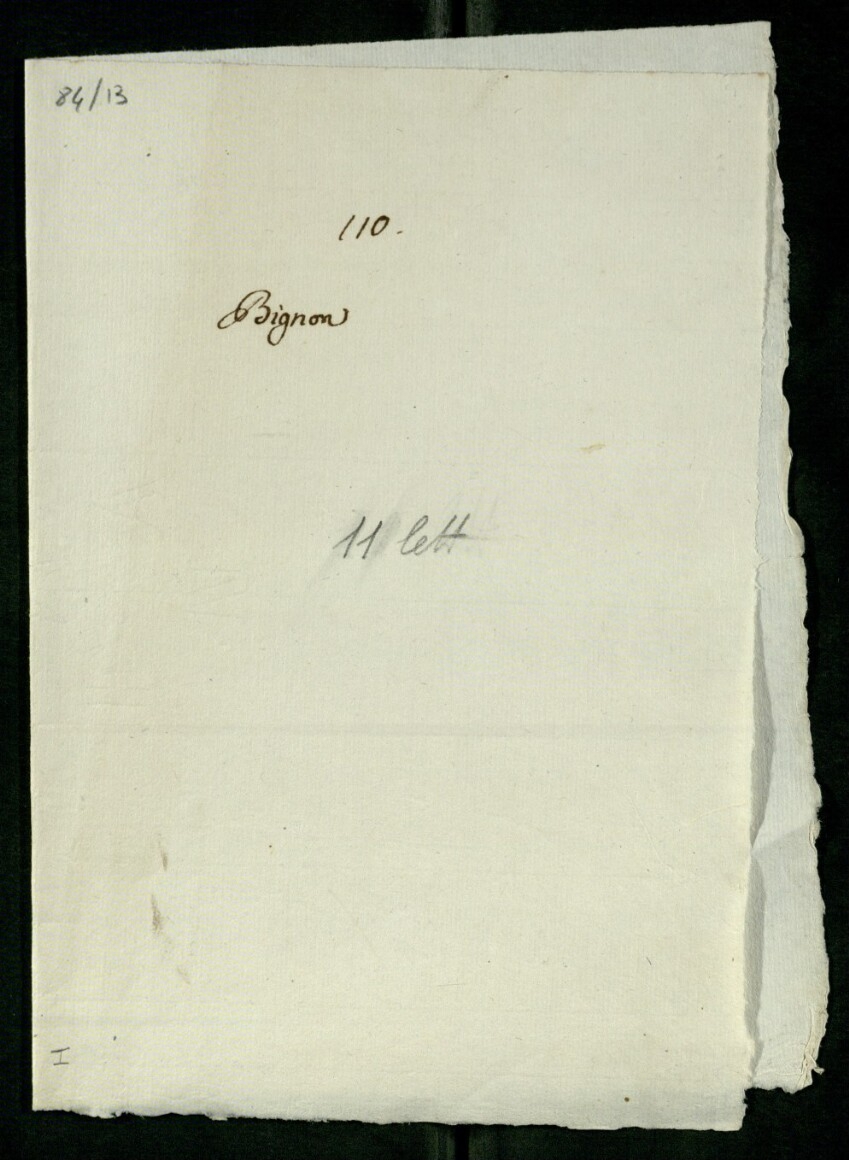 84/13
110.
Bignon
11 lett
I